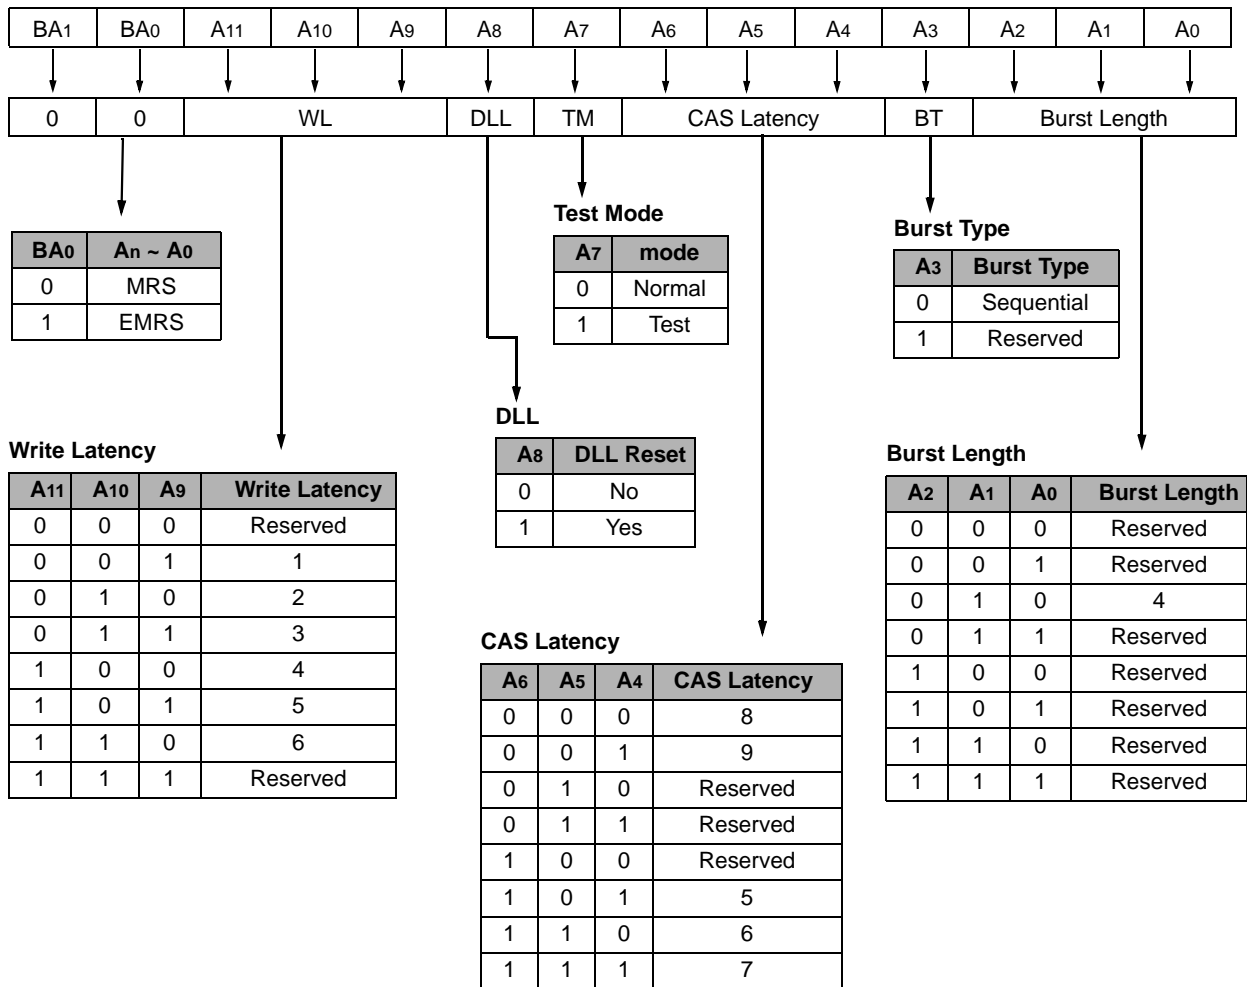 BA1 BA0 A11 A10 A9 A8 A7 A6 A5 A4 A3 A2 A1 A0
0 0 WL DLL TM CAS Latency BT Burst Length
BA0 An ~ A0
0 MRS
1 EMRS
Test Mode
A7 mode
0 Normal
1 Test
Burst Type
A3 Burst Type
0 Sequential
1 Reserved
DLL
A8 DLL Reset
0 No
1 Yes
Write Latency
A11 A10 A9 Write Latency
0 0 0 Reserved
0 0 1 1
0 1 0 2
0 1 1 3
1 0 0 4
1 0 1 5
1 1 0 6
1 1 1 Reserved
CAS Latency
A6 A5 A4 CAS Latency
0 0 0 8
0 0 1 9
0 1 0 Reserved
0 1 1 Reserved
1 0 0 Reserved
1 0 1 5
1 1 0 6
1 1 1 7
Burst Length
A2 A1 A0 Burst Length
0 0 0 Reserved
0 0 1 Reserved
0 1 0 4
0 1 1 Reserved
1 0 0 Reserved
1 0 1 Reserved
1 1 0 Reserved
1 1 1 Reserved